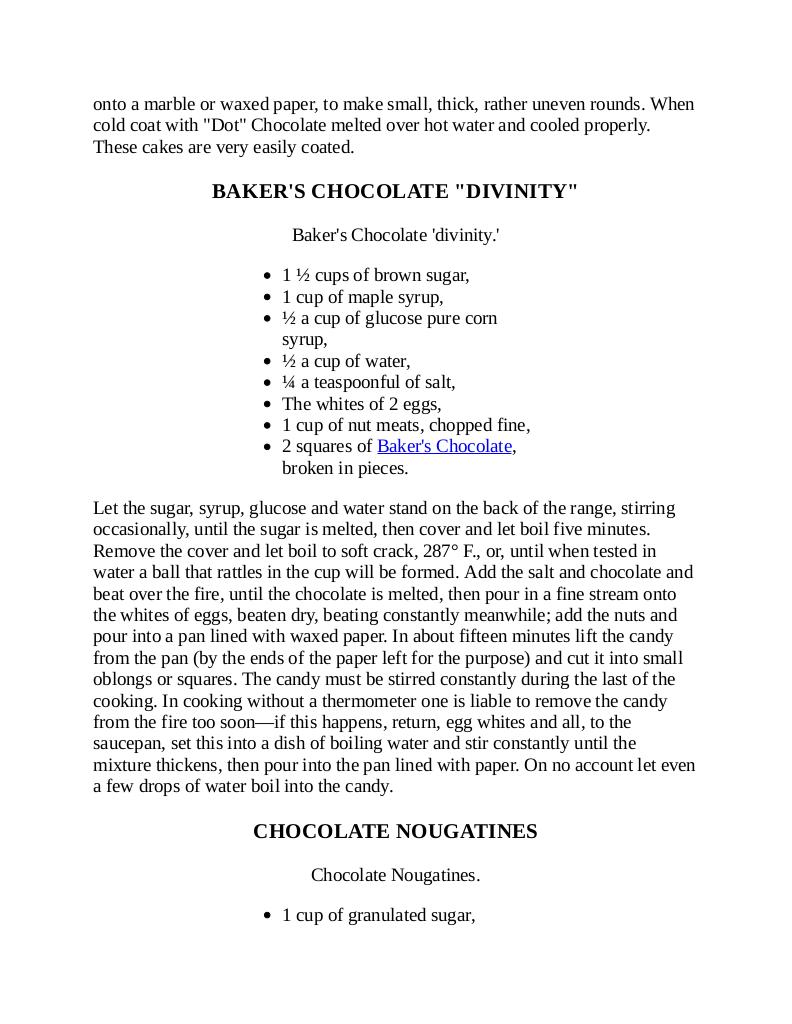 onto a marble or waxed paper, to make small, thick, rather uneven rounds. When
cold coat with "Dot" Chocolate melted over hot water and cooled properly.
These cakes are very easily coated.
BAKER'S CHOCOLATE "DIVINITY"
Baker's Chocolate 'divinity.'
• 1 ½ cups of brown sugar,
• 1 cup of maple syrup,
• ½ a cup of glucose pure corn
syrup,
• ½ a cup of water,
• ¼ a teaspoonful of salt,
• The whites of 2 eggs,
• 1 cup of nut meats, chopped fine,
• 2 squares of Baker's Chocolate,
broken in pieces.
Let the sugar, syrup, glucose and water stand on the back of the range, stirring
occasionally, until the sugar is melted, then cover and let boil five minutes.
Remove the cover and let boil to soft crack, 287° F., or, until when tested in
water a ball that rattles in the cup will be formed. Add the salt and chocolate and
beat over the fire, until the chocolate is melted, then pour in a fine stream onto
the whites of eggs, beaten dry, beating constantly meanwhile; add the nuts and
pour into a pan lined with waxed paper. In about fifteen minutes lift the candy
from the pan (by the ends of the paper left for the purpose) and cut it into small
oblongs or squares. The candy must be stirred constantly during the last of the
cooking. In cooking without a thermometer one is liable to remove the candy
from the fire too soon—if this happens, return, egg whites and all, to the
saucepan, set this into a dish of boiling water and stir constantly until the
mixture thickens, then pour into the pan lined with paper. On no account let even
a few drops of water boil into the candy.
CHOCOLATE NOUGATINES
Chocolate Nougatines.
• 1 cup of granulated sugar,